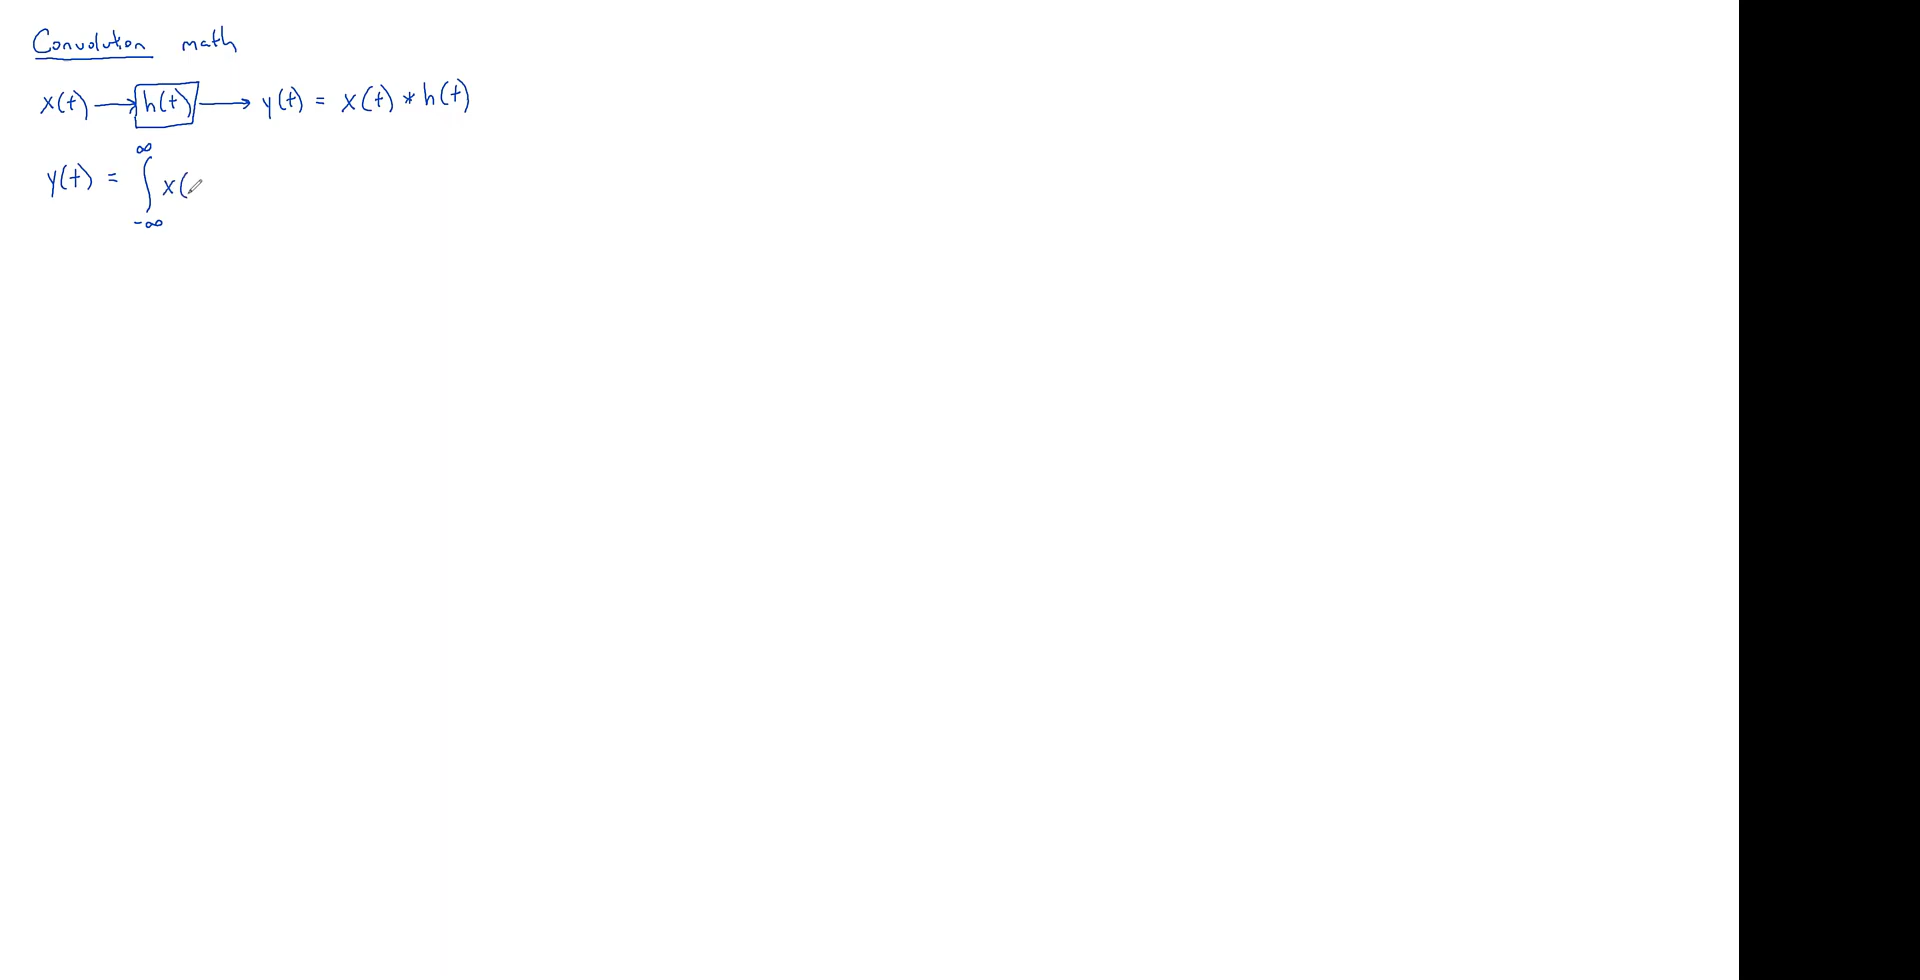 Convolution math
x(t) → h(t) → y(t) = x(t) * h(t)
y(t) = ∫_{-∞}^{∞} x(